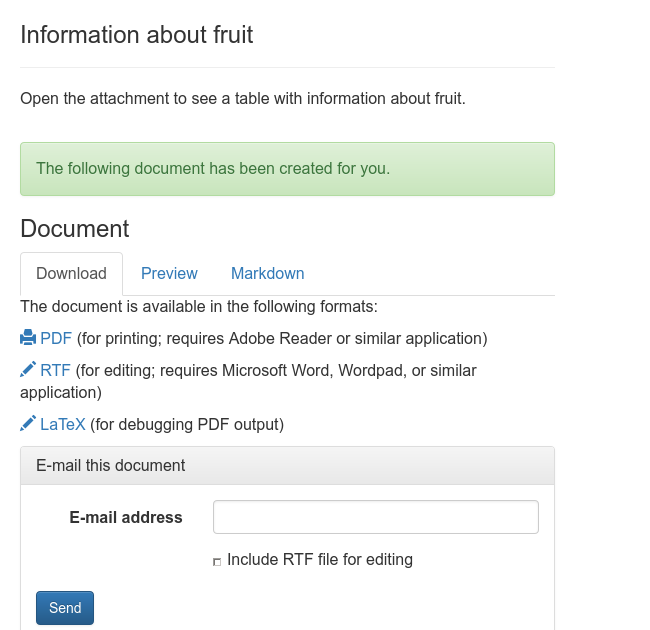 Information about fruit
Open the attachment to see a table with information about fruit.
The following document has been created for you.
Document
Download Preview Markdown
The document is available in the following formats:
PDF (for printing; requires Adobe Reader or similar application)
RTF (for editing; requires Microsoft Word, Wordpad, or similar
application)
LaTeX (for debugging PDF output)
E-mail this document
E-mail address
Include RTF file for editing
Send